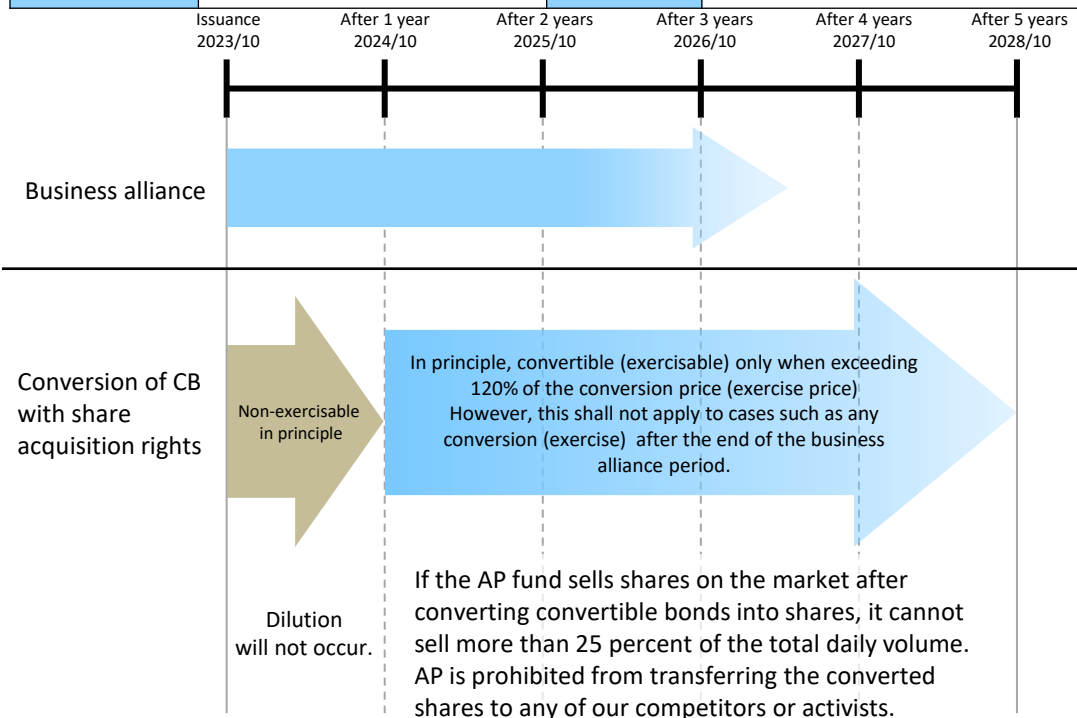 Issuance
2023/10
After 1 year
2024/10
After 2 years
2025/10
After 3 years
2026/10
After 4 years
2027/10
After 5 years
2028/10
Business alliance
Conversion of CB
with share
acquisition rights
Non-exercisable
in principle
In principle, convertible (exercisable) only when exceeding
120% of the conversion price (exercise price)
However, this shall not apply to cases such as any
conversion (exercise) after the end of the business
alliance period.
Dilution
will not occur.
If the AP fund sells shares on the market after
converting convertible bonds into shares, it cannot
sell more than 25 percent of the total daily volume.
AP is prohibited from transferring the converted
shares to any of our competitors or activists.